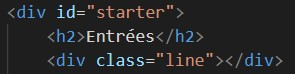 <div id="starter">
<h2>Entrées</h2>
<div class="line"></div>